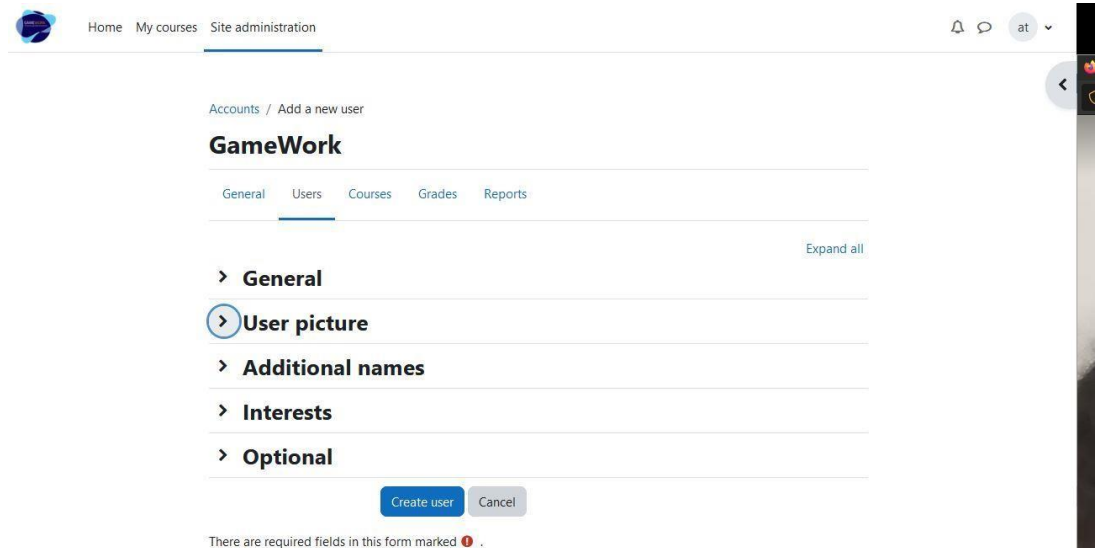 Home My courses Site administration at
Accounts / Add a new user
GameWork
General Users Courses Grades Reports
Expand all
General
User picture
Additional names
Interests
Optional
Create user Cancel
There are required fields in this form marked .